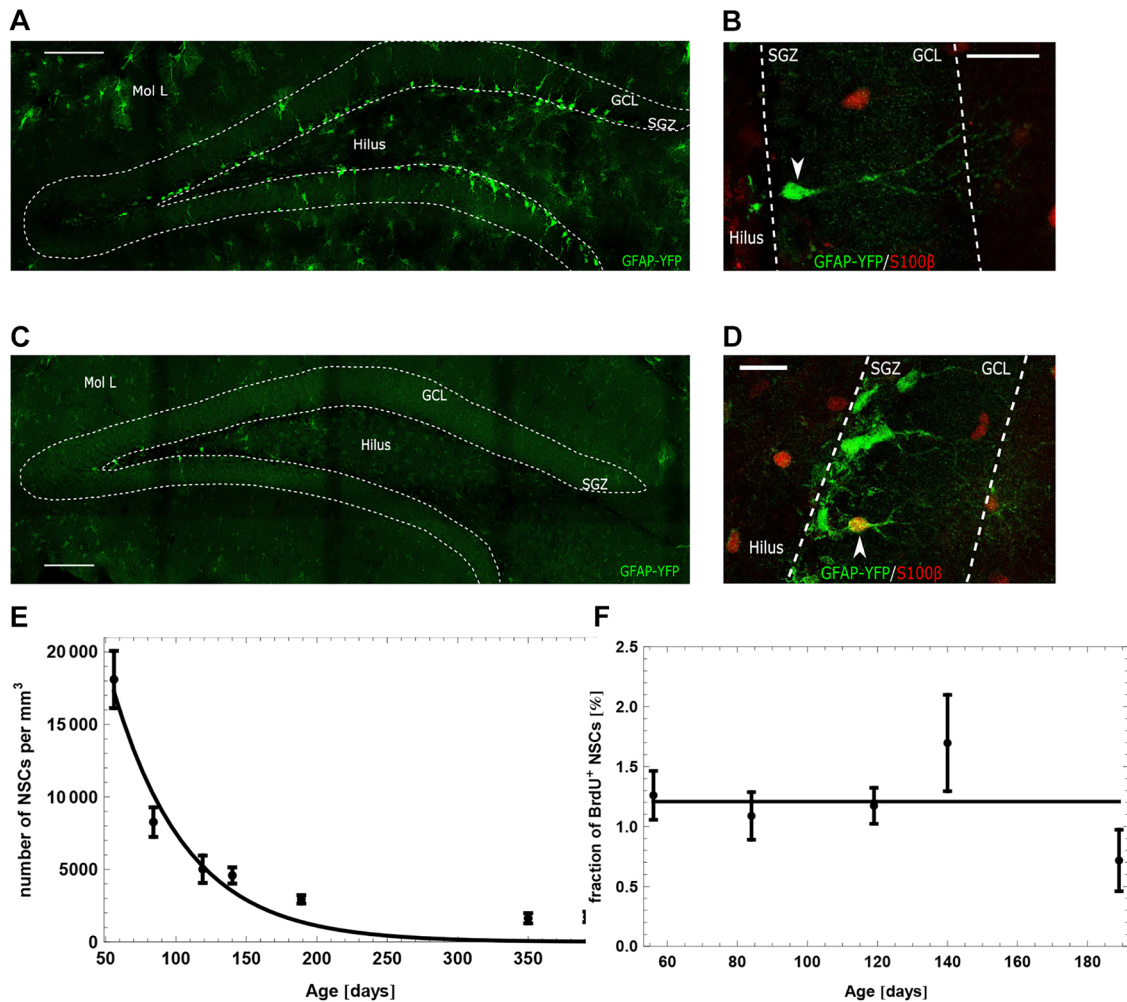 A
Mol L
GCL
SGZ
Hilus
GFAP-YFP
B
SGZ
GCL
Hilus
GFAP-YFP/S100β
C
Mol L
GCL
Hilus
SGZ
GFAP-YFP
D
SGZ
GCL
Hilus
GFAP-YFP/S100β
E
number of NSCs per mm³
20 000
15 000
10 000
5000
0
50 100 150 200 250 300 350
Age [days]
F
fraction of BrdU⁺ NSCs [%]
2.5
2.0
1.5
1.0
0.5
0.0
60 80 100 120 140 160 180
Age [days]